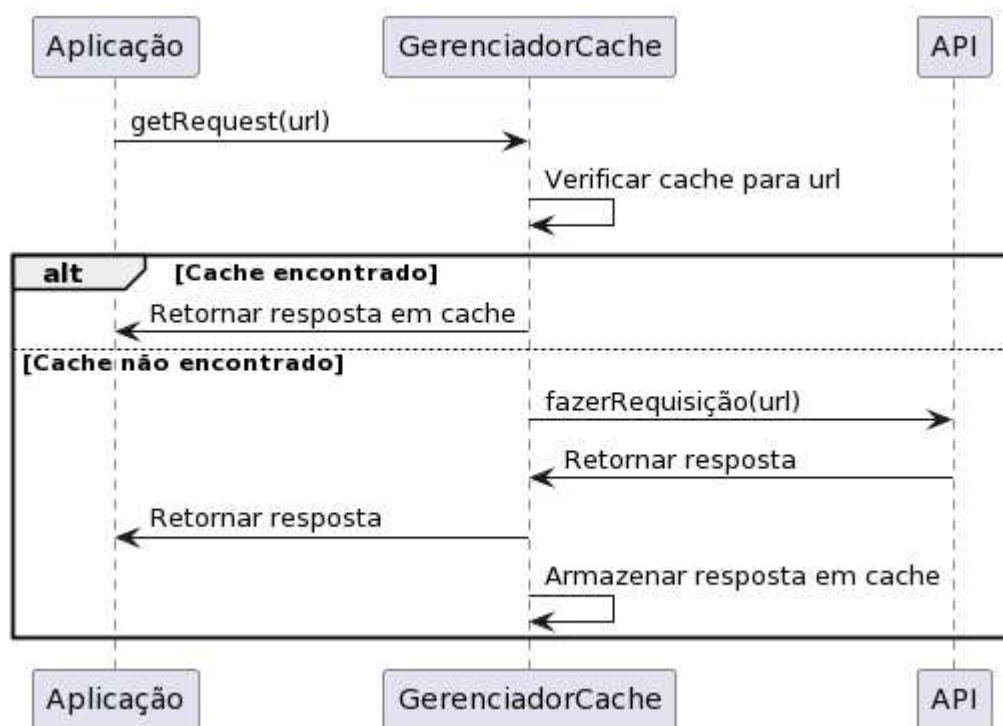 Aplicação GerenciadorCache API
getRequest(url)
Verificar cache para url
alt [Cache encontrado]
Retornar resposta em cache
[Cache não encontrado]
fazerRequisição(url)
Retornar resposta
Retornar resposta
Armazenar resposta em cache
Aplicação GerenciadorCache API